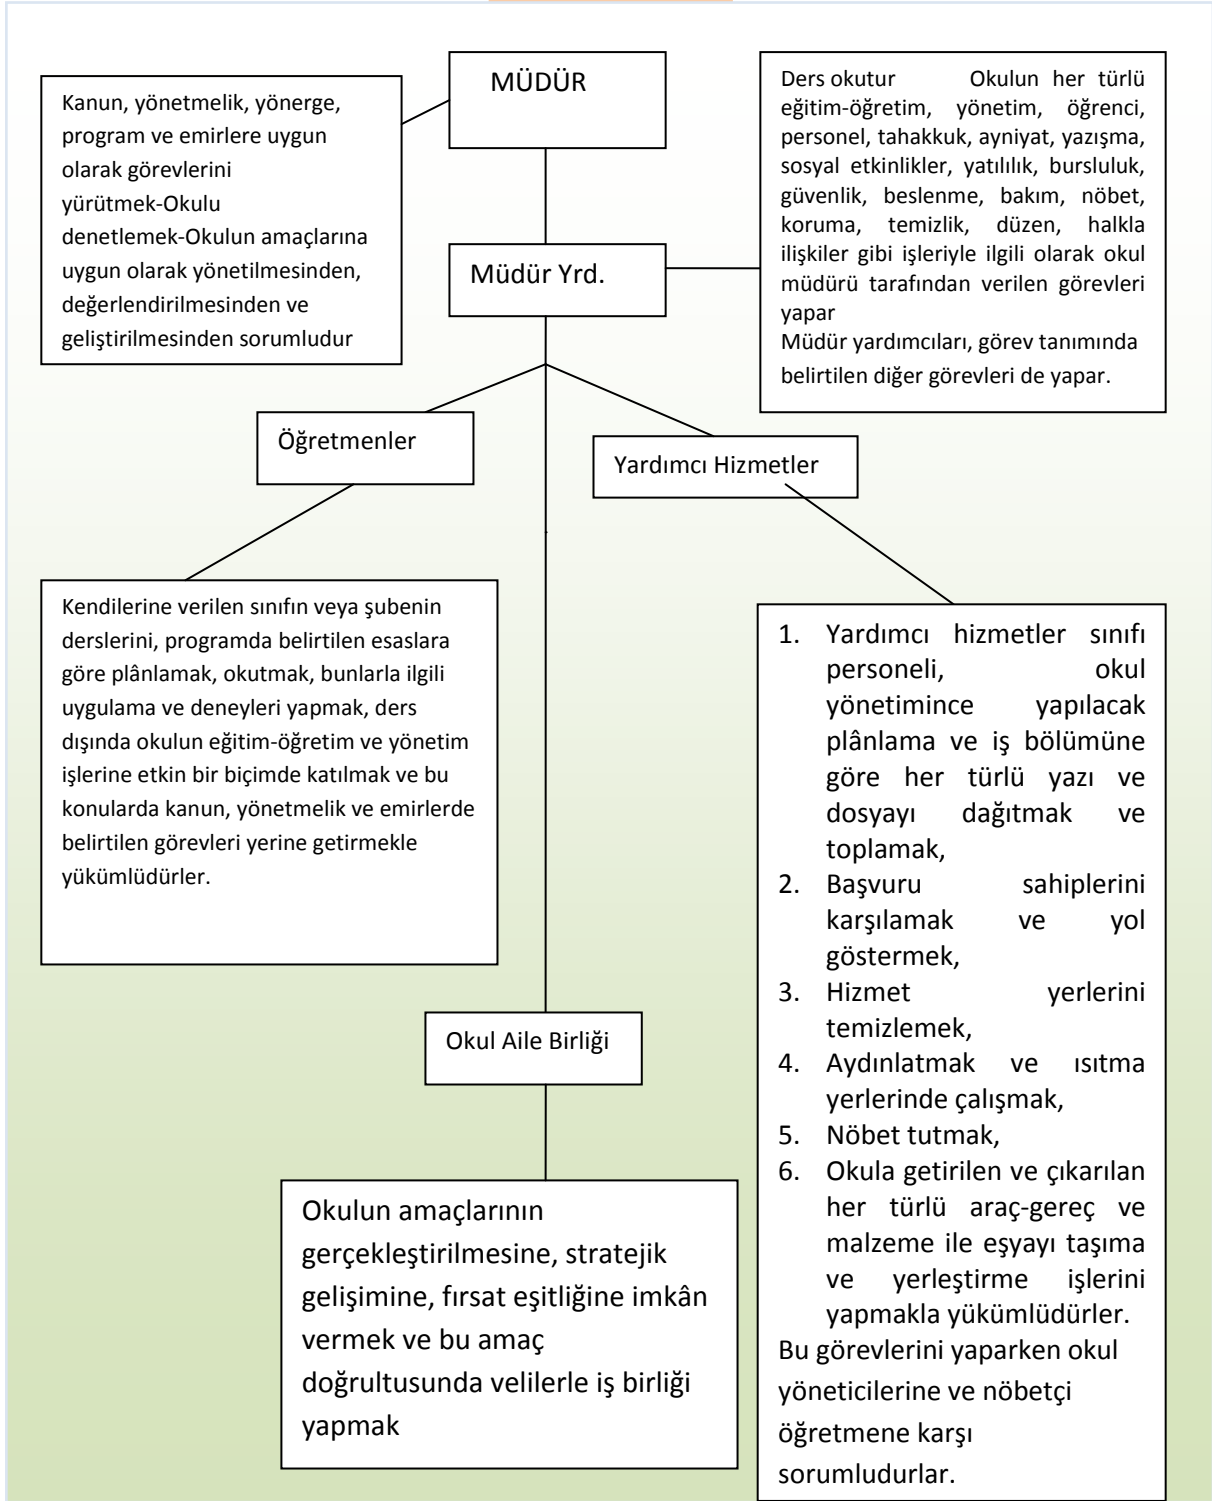 MÜDÜR
Kanun, yönetmelik, yönerge,
program ve emirlere uygun
olarak görevlerini
yürütmek-Okulu
denetlemek-Okulun amaçlarına
uygun olarak yönetilmesinden,
değerlendirilmesinden ve
geliştirilmesinden sorumludur
Ders okutur Okulun her türlü
eğitim-öğretim, yönetim, öğrenci,
personel, tahakkuk, ayniyat, yazışma,
sosyal etkinlikler, yatılılık, bursluluk,
güvenlik, beslenme, bakım, nöbet,
koruma, temizlik, düzen, halkla
ilişkiler gibi işleriyle ilgili olarak okul
müdürü tarafından verilen görevleri
yapar
Müdür yardımcıları, görev tanımında
belirtilen diğer görevleri de yapar.
Müdür Yrd.
Öğretmenler
Yardımcı Hizmetler
Kendilerine verilen sınıfın veya şubenin
derslerini, programda belirtilen esaslara
göre plânlamak, okutmak, bunlarla ilgili
uygulama ve deneyleri yapmak, ders
dışında okulun eğitim-öğretim ve yönetim
işlerine etkin bir biçimde katılmak ve bu
konularda kanun, yönetmelik ve emirlerde
belirtilen görevleri yerine getirmekle
yükümlüdürler.
1. Yardımcı hizmetler sınıfı
personeli, okul
yönetimince yapılacak
plânlama ve iş bölümüne
göre her türlü yazı ve
dosyayı dağıtmak ve
toplamak,
2. Başvuru sahiplerini
karşılamak ve yol
göstermek,
3. Hizmet yerlerini
temizlemek,
4. Aydınlatmak ve ısıtma
yerlerinde çalışmak,
5. Nöbet tutmak,
6. Okula getirilen ve çıkarılan
her türlü araç-gereç ve
malzeme ile eşyayı taşıma
ve yerleştirme işlerini
yapmakla yükümlüdürler.
Bu görevlerini yaparken okul
yöneticilerine ve nöbetçi
öğretmene karşı
sorumludurlar.
Okul Aile Birliği
Okulun amaçlarının
gerçekleştirilmesine, stratejik
gelişimine, fırsat eşitliğine imkân
vermek ve bu amaç
doğrultusunda velilerle iş birliği
yapmak